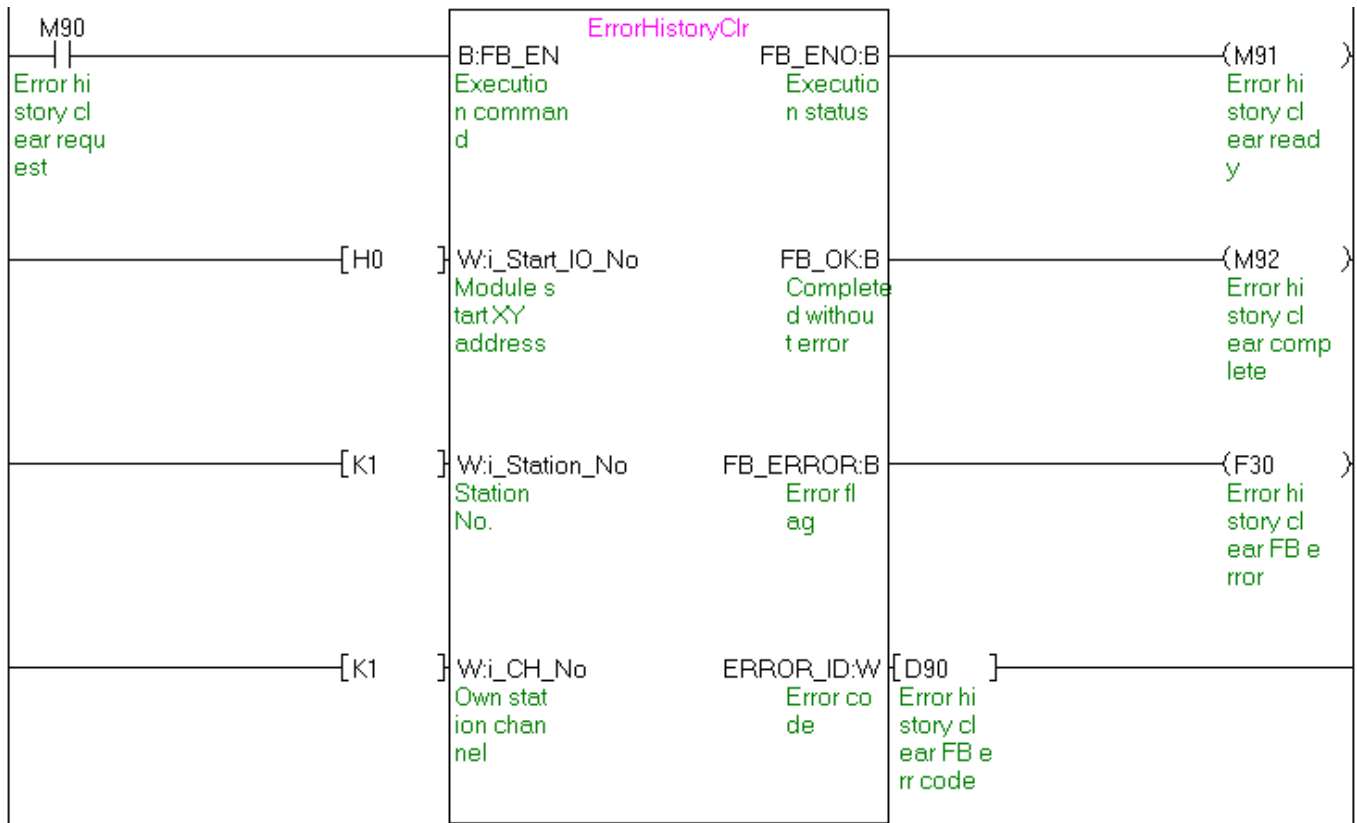 M90
ErrorHistoryClr
B:FB_EN
FB_ENO:B
(M91 )
Error hi
story cl
ear requ
est
Executio
n comman
d
Executio
n status
Error hi
story cl
ear read
y
[H0 ]
W:i_Start_IO_No
FB_OK:B
(M92 )
Module s
tart XY
address
Complete
d withou
t error
Error hi
story cl
ear comp
lete
[K1 ]
W:i_Station_No
FB_ERROR:B
(F30 )
Station
No.
Error fl
ag
Error hi
story cl
ear FB e
rror
[K1 ]
W:i_CH_No
ERROR_ID:W
[D90 ]
Own stat
ion chan
nel
Error co
de
Error hi
story cl
ear FB e
rr code